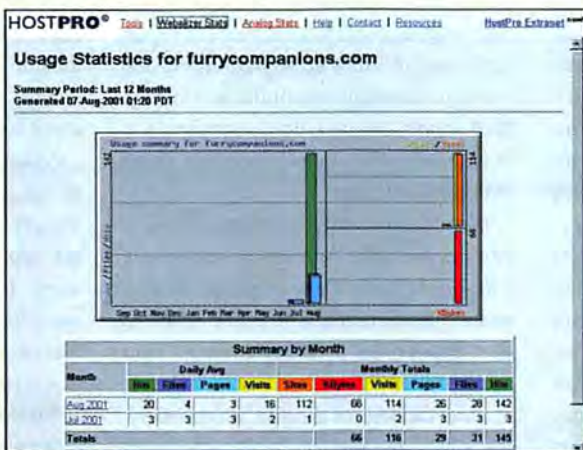 HOSTPRO® Tools | Webalizer Stats | Analog Stats | Help | Contact | Resources HostPro Extranet
Usage Statistics for furrycompanions.com
Summary Period: Last 12 Months
Generated 07-Aug-2001 01:20 PDT
Usage summary for furrycompanions.com
142
114
66
Sep Oct Nov Dec Jan Feb Mar Apr May Jun Jul Aug
KBytes
Summary by Month
Month Daily Avg Monthly Totals
Hits Files Pages Visits Sites KBytes Visits Pages Files Hits
Aug 2001 20 4 3 16 112 66 114 26 28 142
Jul 2001 3 3 3 2 1 0 2 3 3 3
Totals 66 116 29 31 145